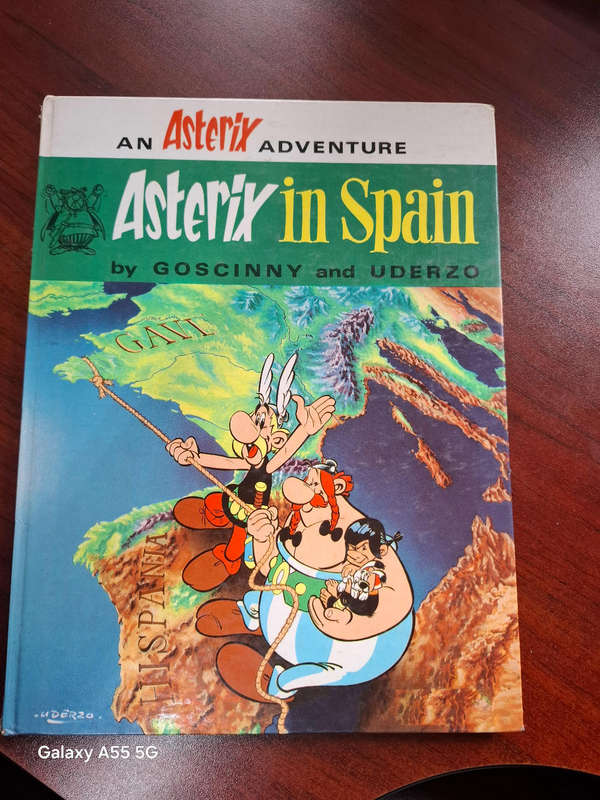 AN Asterix ADVENTURE
Asterix in Spain
by GOSCINNY and UDERZO
GAVL
HISPANIA
·UDERZO·
Galaxy A55 5G